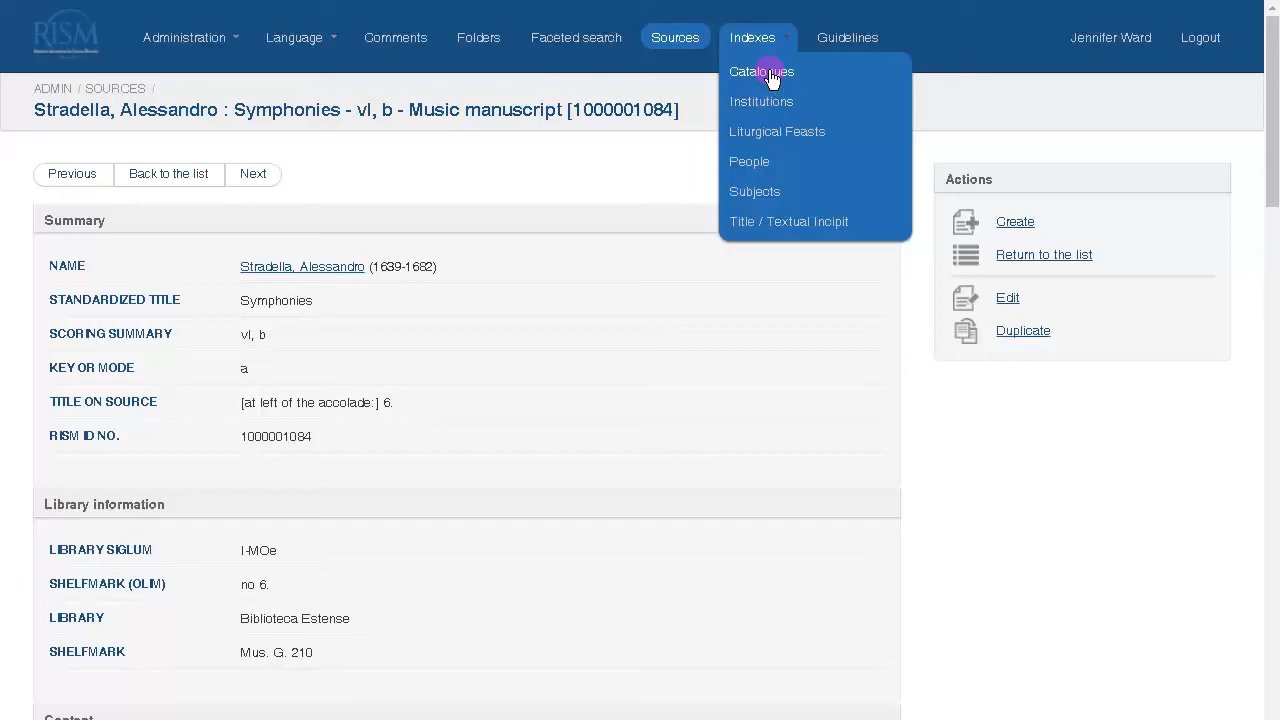 RISM
Administration Language Comments Folders Faceted search Sources Indexes Guidelines Jennifer Ward Logout
Catalogues
Institutions
Liturgical Feasts
People
Subjects
Title / Textual Incipit
ADMIN / SOURCES /
Stradella, Alessandro : Symphonies - vl, b - Music manuscript [1000001084]
Previous Back to the list Next
Summary
NAME Stradella, Alessandro (1639-1682)
STANDARDIZED TITLE Symphonies
SCORING SUMMARY vl, b
KEY OR MODE a
TITLE ON SOURCE [at left of the accolade:] 6.
RISM ID NO. 1000001084
Library information
LIBRARY SIGLUM I-MOe
SHELFMARK (OLIM) no 6.
LIBRARY Biblioteca Estense
SHELFMARK Mus. G. 210
Content
Actions
Create
Return to the list
Edit
Duplicate